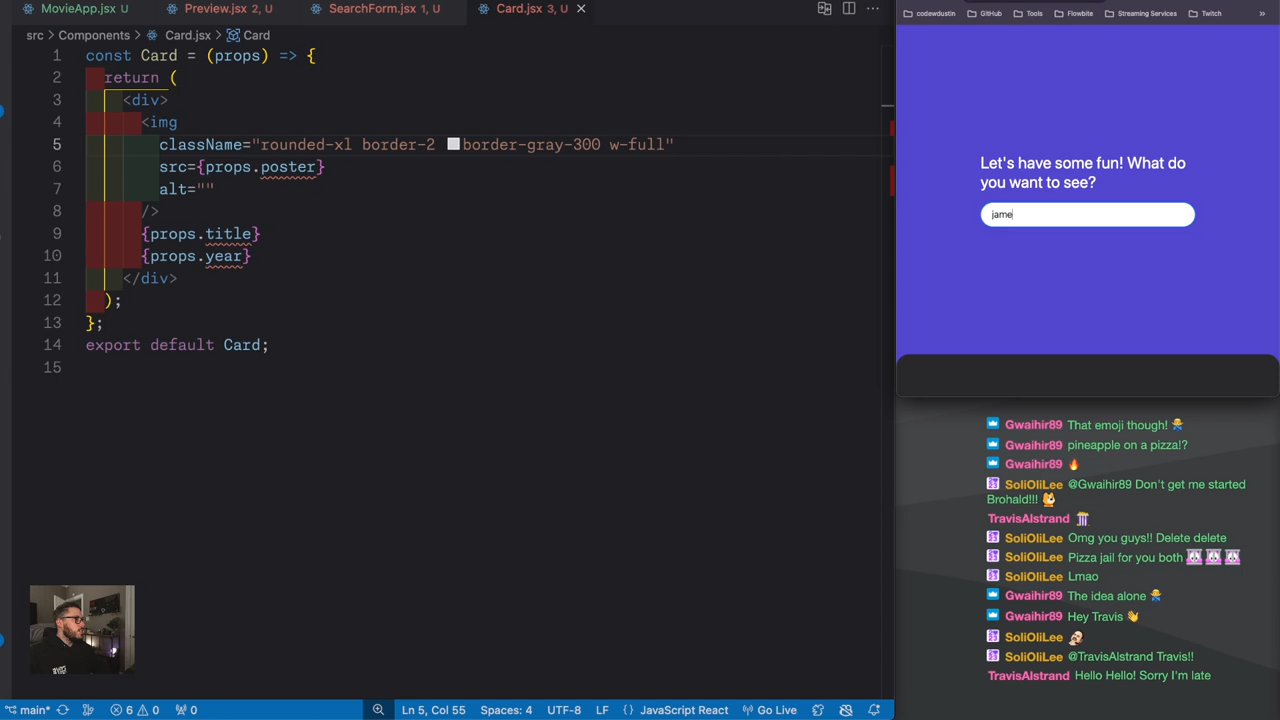 MovieApp.jsx U
Preview.jsx 2, U
SearchForm.jsx 1, U
Card.jsx 3, U
src > Components > Card.jsx > Card
1 const Card = (props) => {
2 return (
3 <div>
4 <img
5 className="rounded-xl border-2 border-gray-300 w-full"
6 src={props.poster}
7 alt=""
8 />
9 {props.title}
10 {props.year}
11 </div>
12 );
13 };
14 export default Card;
15
main* 6 0 0 Ln 5, Col 55 Spaces: 4 UTF-8 LF {} JavaScript React Go Live
codewdustin GitHub Tools Flowbite Streaming Services Twitch »
Let's have some fun! What do
you want to see?
jame
Gwaihir89 That emoji though!
Gwaihir89 pineapple on a pizza!?
Gwaihir89
SoliOliLee @Gwaihir89 Don't get me started
Brohald!!!
TravisAlstrand
SoliOliLee Omg you guys!! Delete delete
SoliOliLee Pizza jail for you both
SoliOliLee Lmao
Gwaihir89 The idea alone
Gwaihir89 Hey Travis
SoliOliLee
SoliOliLee @TravisAlstrand Travis!!
TravisAlstrand Hello Hello! Sorry I'm late